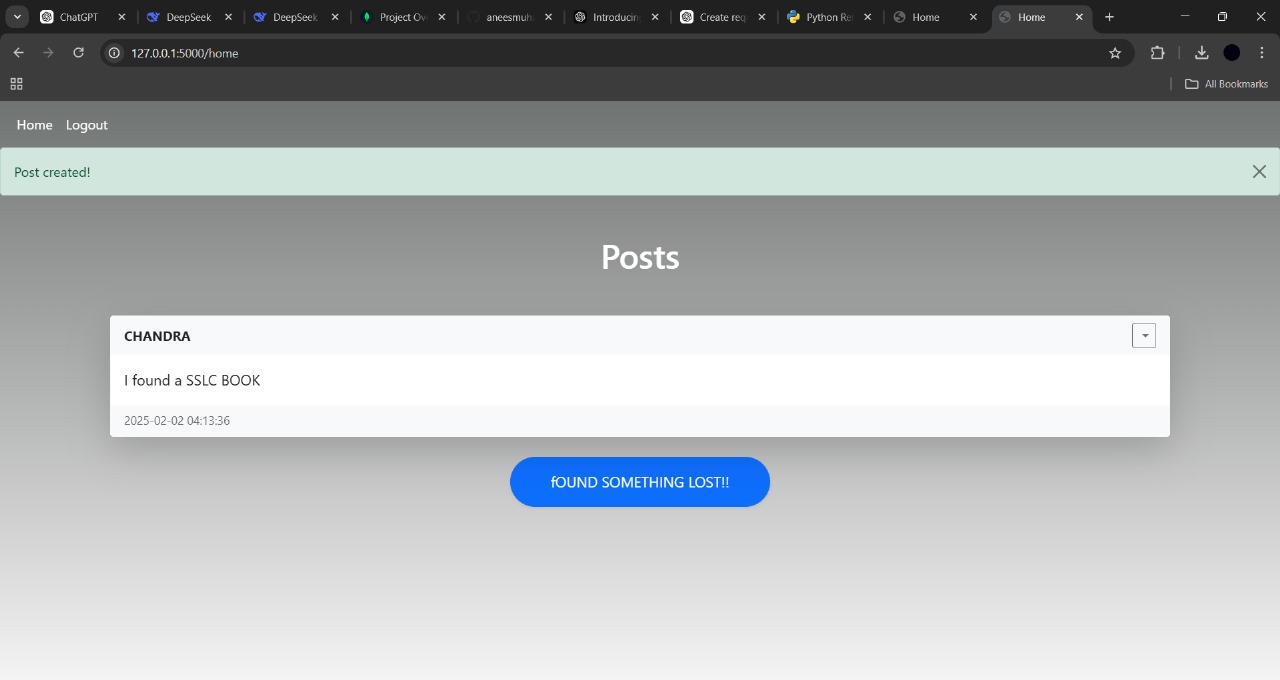 ChatGPT
DeepSeek
DeepSeek
Project Ov
aneesmuh
Introducin
Create req
Python Re
Home
Home
127.0.0.1:5000/home
All Bookmarks
Home Logout
Post created!
Posts
CHANDRA
I found a SSLC BOOK
2025-02-02 04:13:36
fOUND SOMETHING LOST!!